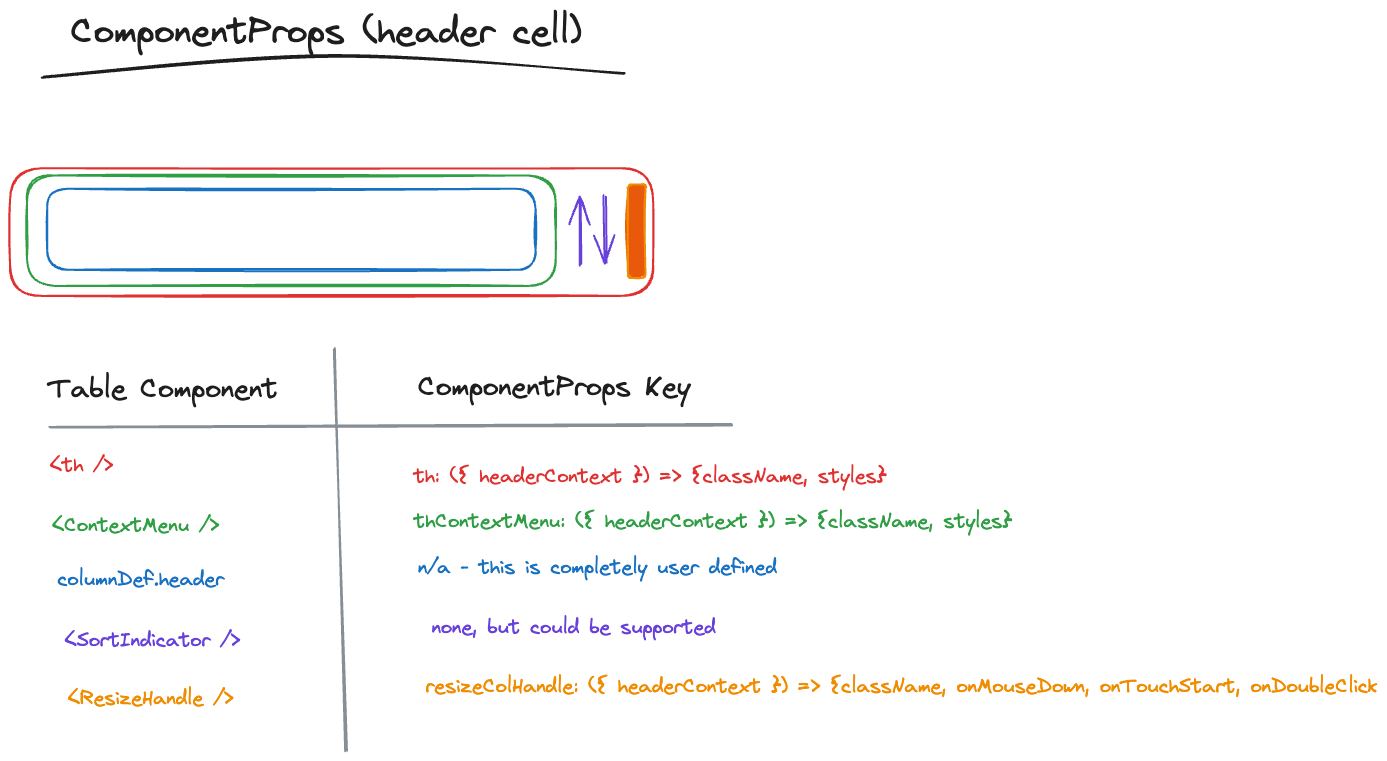 ComponentProps (header cell)
Table Component
ComponentProps Key
<th />
th: ({ headerContext }) => {className, styles}
<ContextMenu />
thContextMenu: ({ headerContext }) => {className, styles}
columnDef.header
n/a - this is completely user defined
<SortIndicator />
none, but could be supported
<ResizeHandle />
resizeColHandle: ({ headerContext }) => {className, onMouseDown, onTouchStart, onDoubleClick